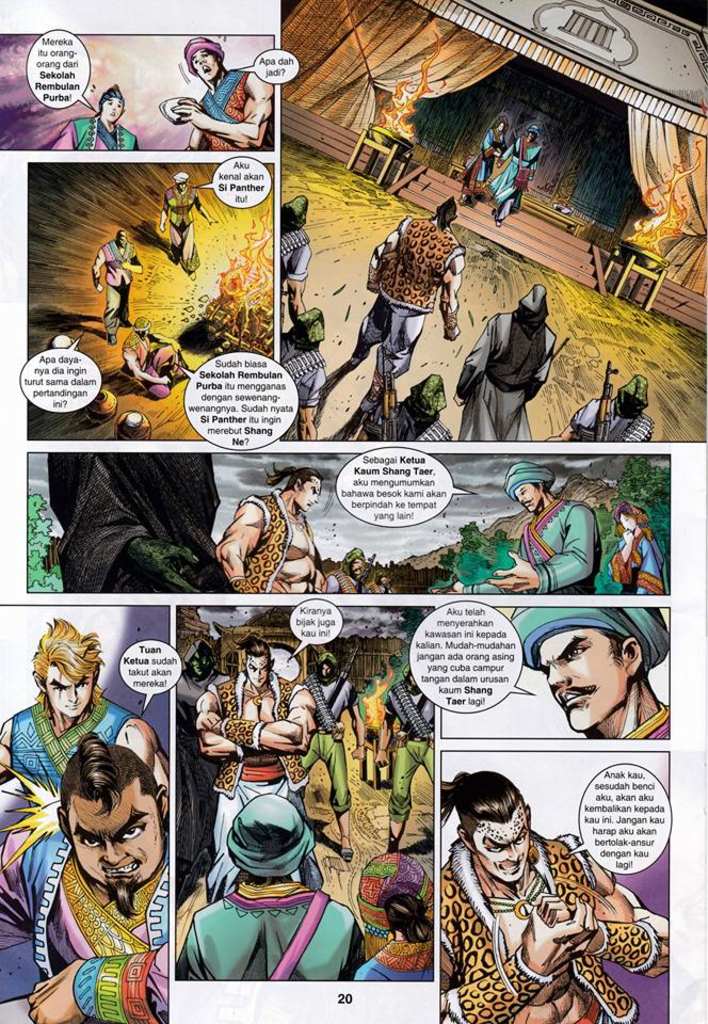 Mereka
itu orang-
orang dari
Sekolah
Rembulan
Purba!
Apa dah
jadi?
Aku
kenal akan
Si Panther
itu!
Apa daya-
nya dia ingin
turut sama dalam
pertandingan
ini?
Sudah biasa
Sekolah Rembulan
Purba itu mengganas
dengan sewenang-
wenangnya. Sudah nyata
Si Panther itu ingin
merebut Shang
Ne?
Sebagai Ketua
Kaum Shang Taer,
aku mengumumkan
bahawa besok kami akan
berpindah ke tempat
yang lain!
Tuan
Ketua sudah
takut akan
mereka!
Kiranya
bijak juga
kau ini!
Aku telah
menyerahkan
kawasan ini kepada
kalian. Mudah-mudahan
jangan ada orang asing
yang cuba campur
tangan dalam urusan
kaum Shang
Taer lagi!
Anak kau,
sesudah benci
aku, akan aku
kembalikan kepada
kau ini. Jangan kau
harap aku akan
bertolak-ansur
dengan kau
lagi!
20